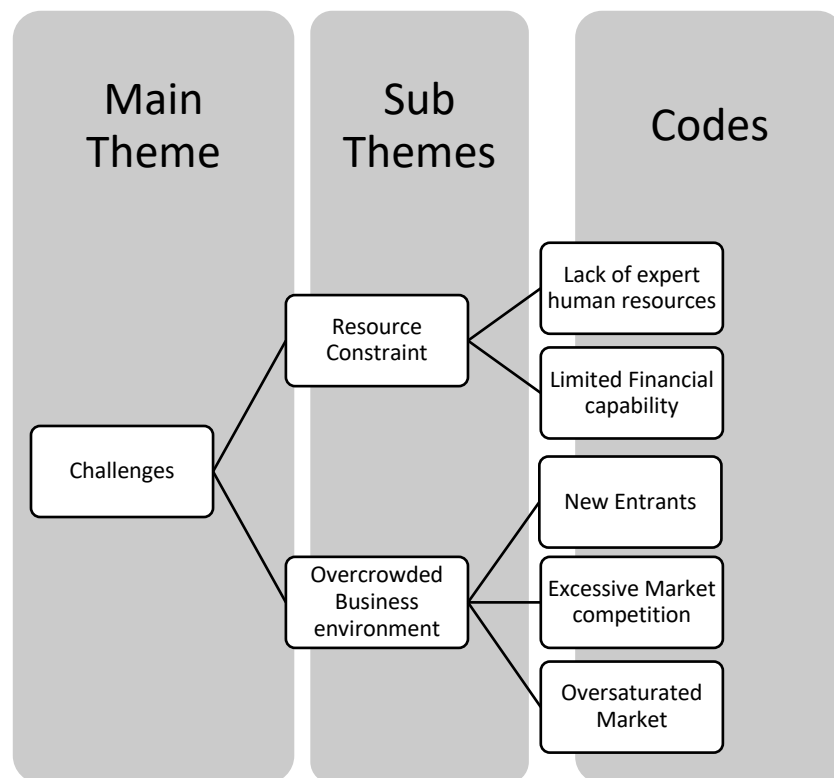 Main
Theme
Sub
Themes
Codes
Lack of expert
human resources
Resource
Constraint
Limited Financial
capability
Challenges
New Entrants
Overcrowded
Business
environment
Excessive Market
competition
Oversaturated
Market